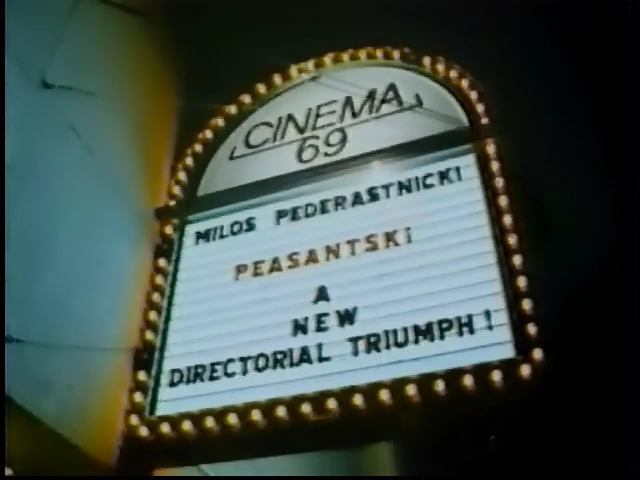 CINEMA
69
MILOS PEDERASTNICKI
PEASANTSKi
A
NEW
DIRECTORIAL TRIUMPH!